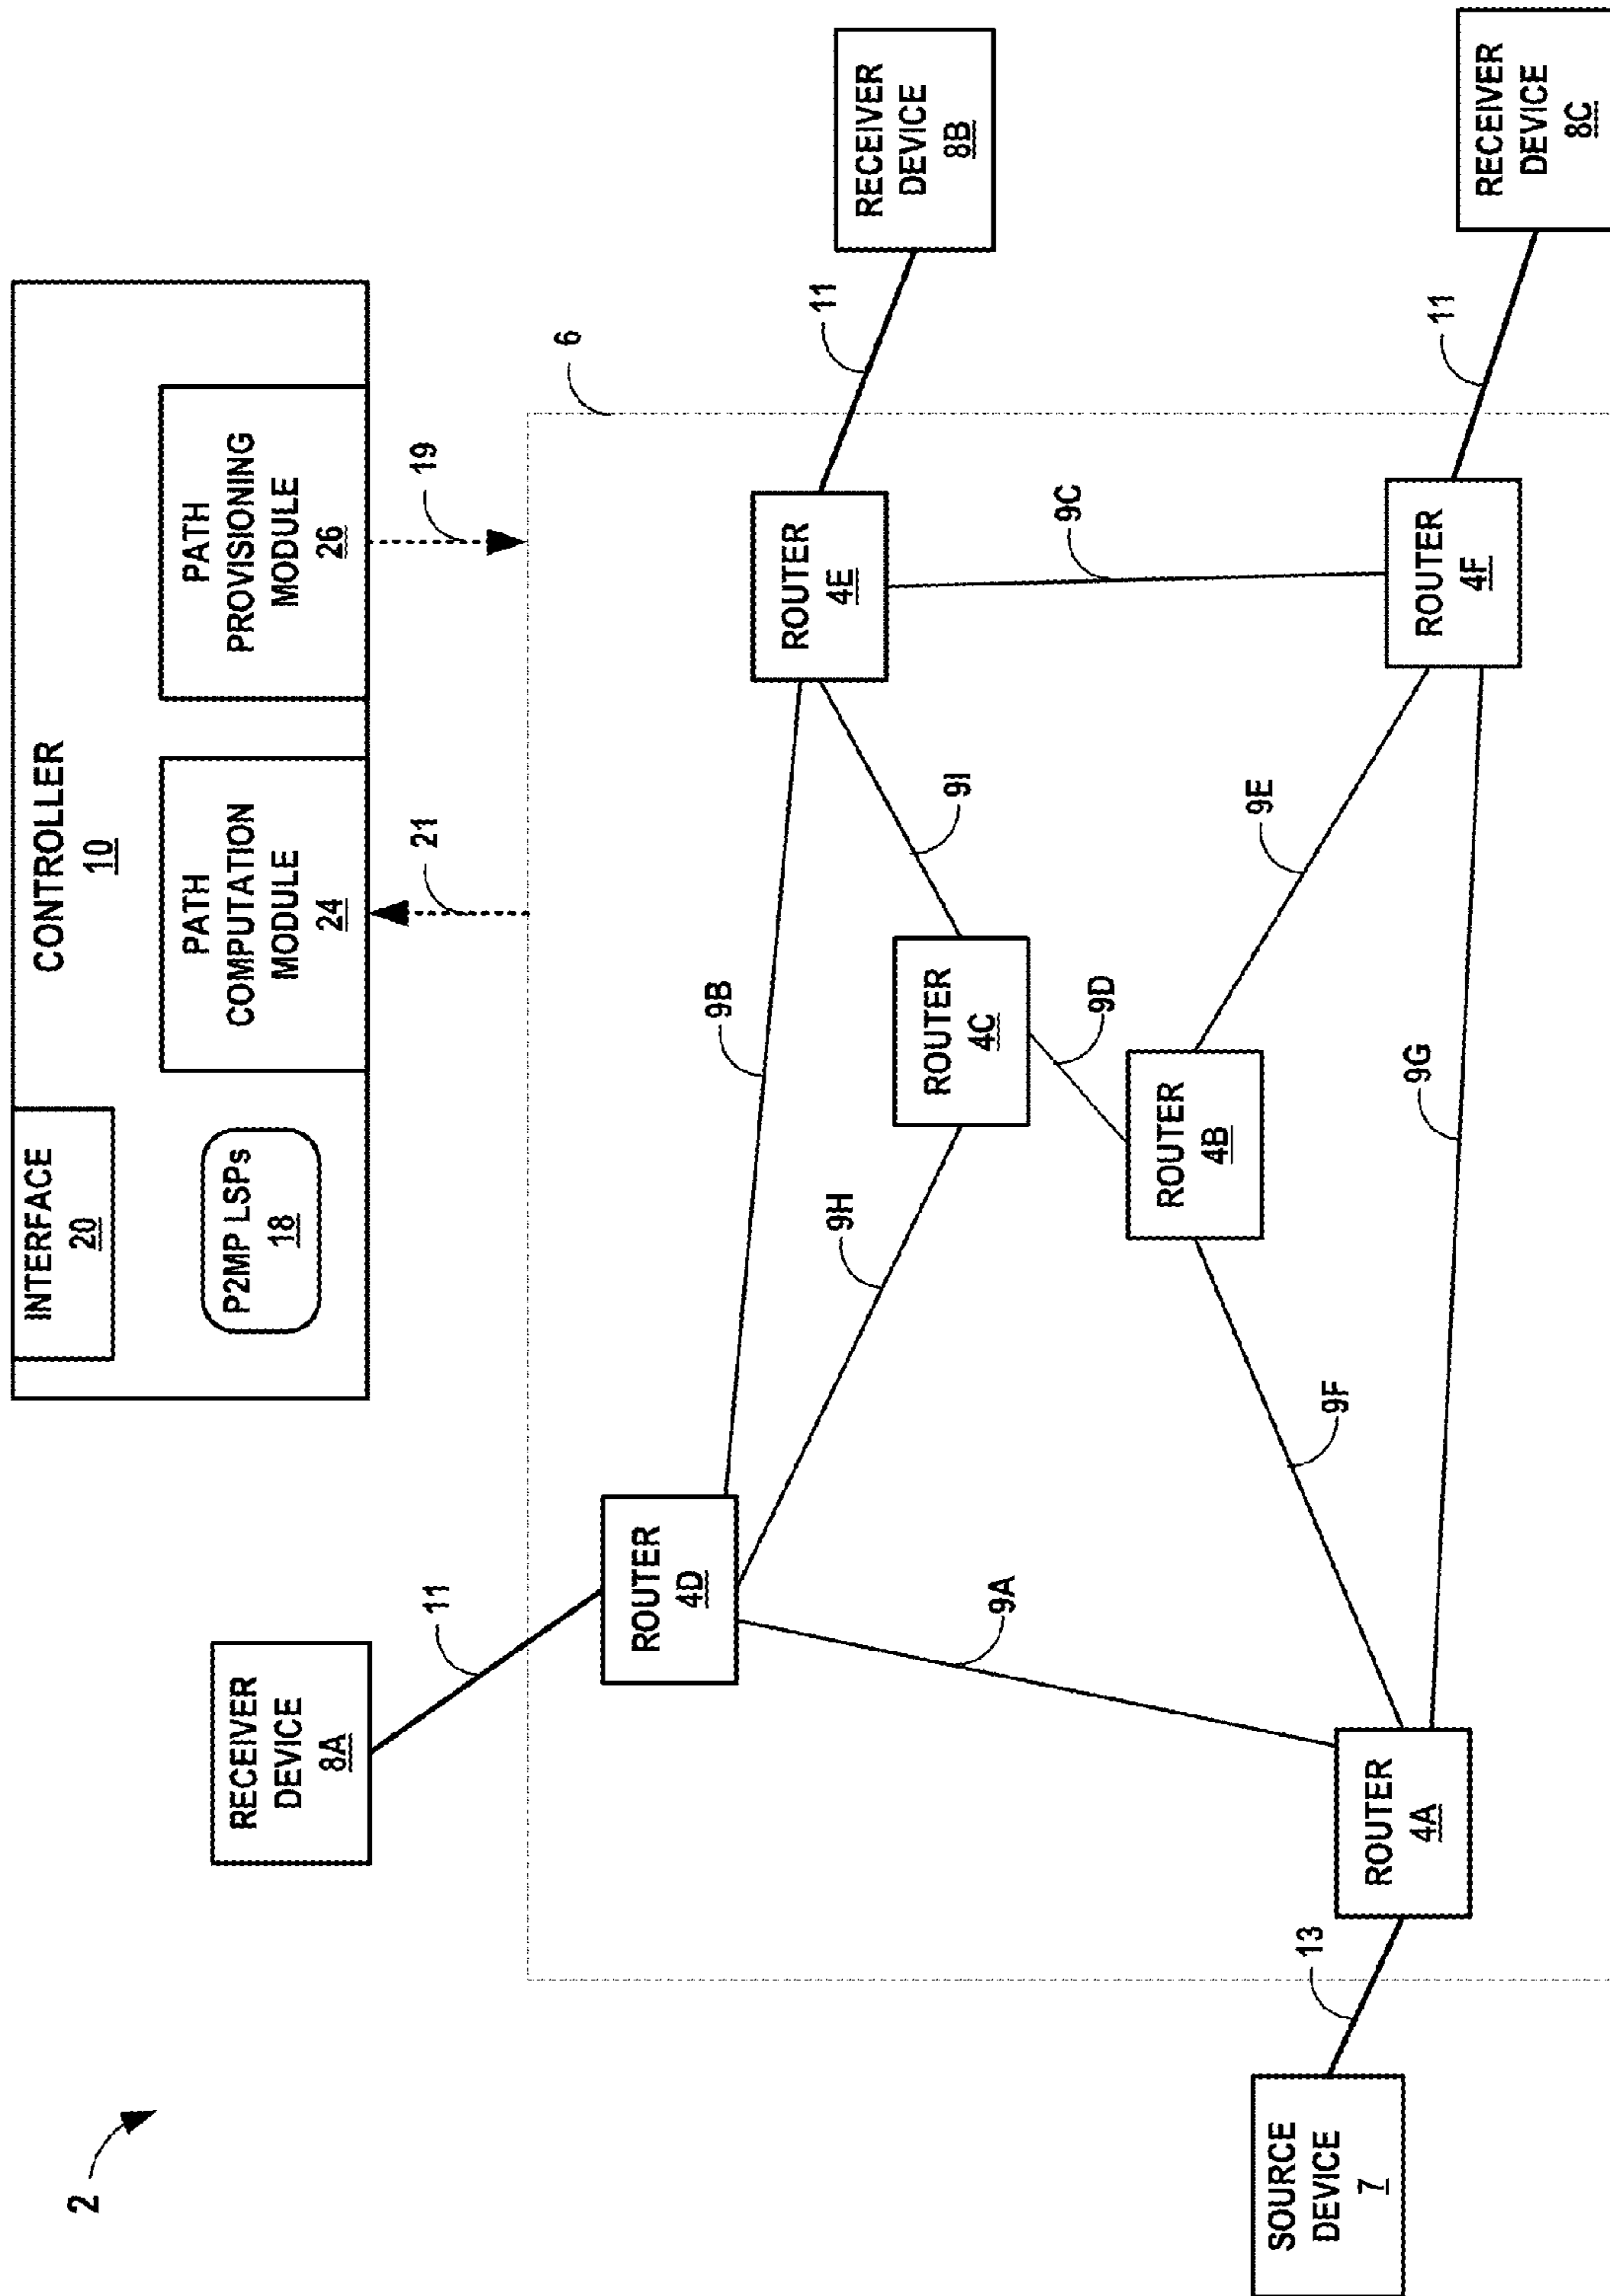 2
CONTROLLER
10
INTERFACE
20
P2MP LSPs
18
PATH
COMPUTATION
MODULE
24
PATH
PROVISIONING
MODULE
26
21
19
6
RECEIVER
DEVICE
8A
11
ROUTER
4D
9B
9H
9A
ROUTER
4E
11
RECEIVER
DEVICE
8B
9I
ROUTER
4C
9D
ROUTER
4B
9C
9E
9F
9G
SOURCE
DEVICE
7
13
ROUTER
4A
ROUTER
4F
11
RECEIVER
DEVICE
8C